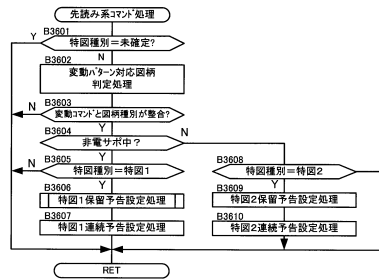 先読み系コマンド処理
B3601
Y
特図種別=未確定?
N
B3602
変動パターン対応図柄
判定処理
B3603
N
変動コマンドと図柄種別が整合?
Y
B3604
N
非電サポ中?
Y
B3605
N
特図種別=特図1
Y
B3608
特図種別=特図2
Y
B3606
特図1保留予告設定処理
B3609
特図2保留予告設定処理
B3607
特図1連続予告設定処理
B3610
特図2連続予告設定処理
RET